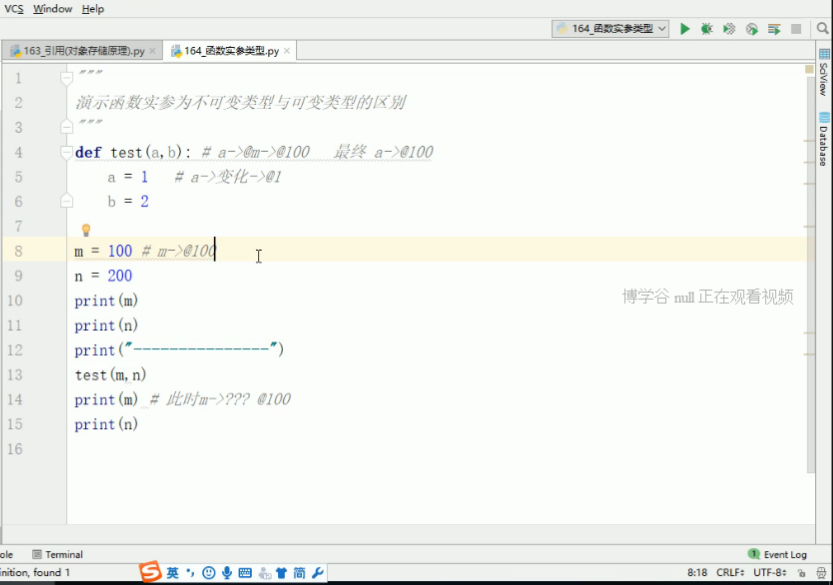 VCS Window Help
164_函数实参类型
163_引用(对象存储原理).py × 164_函数实参类型.py ×
1 """
2 演示函数实参为不可变类型与可变类型的区别
3 """
4 def test(a,b): # a->@m->@100 最终 a->@100
5 a = 1 # a->变化->@1
6 b = 2
7
8 m = 100 # m->@100
9 n = 200
10 print(m)
11 print(n)
12 print("---------------")
13 test(m,n)
14 print(m) # 此时m->??? @100
15 print(n)
16
博学谷 null 正在观看视频
SciView
Database
ole Terminal 1 Event Log
inition, found 1 英 简 8:18 CRLF UTF-8